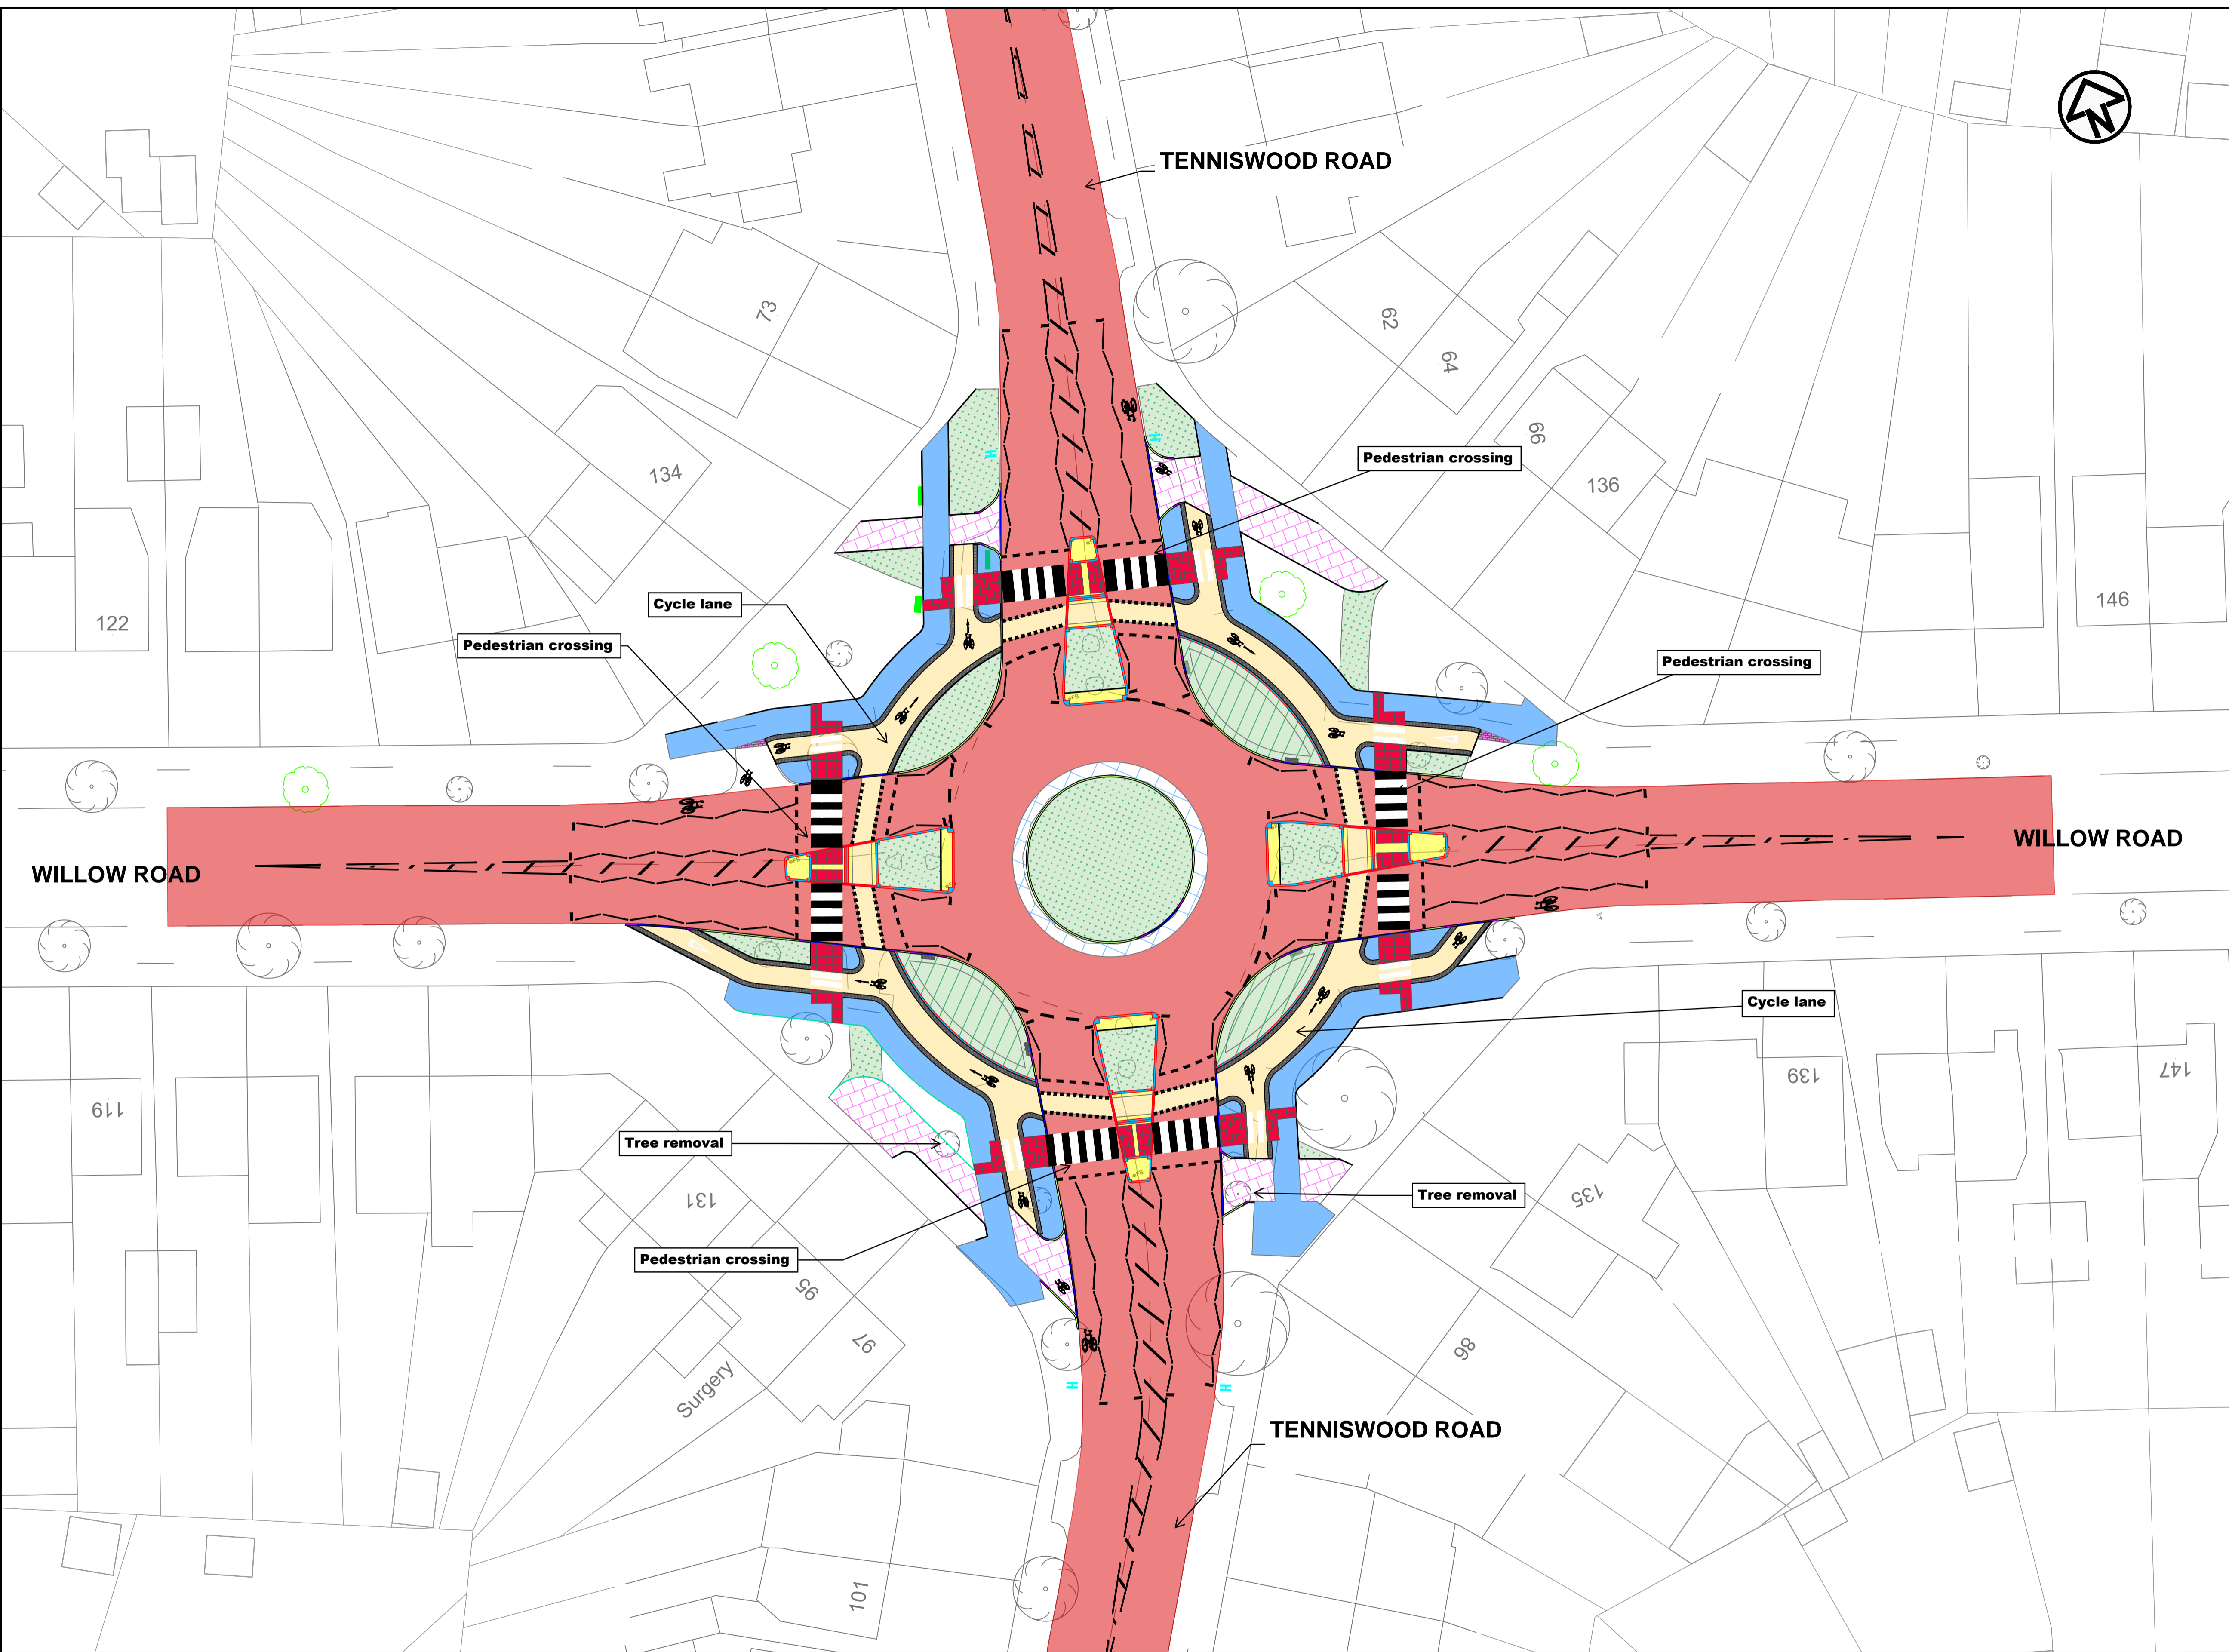 N
TENNISWOOD ROAD
73
62
64
Pedestrian crossing
66
134
136
146
Cycle lane
122
Pedestrian crossing
Pedestrian crossing
WILLOW ROAD
WILLOW ROAD
H
H
Cycle lane
139
147
119
Tree removal
131
Tree removal
135
Pedestrian crossing
95
97
86
Surgery
H
H
TENNISWOOD ROAD
101